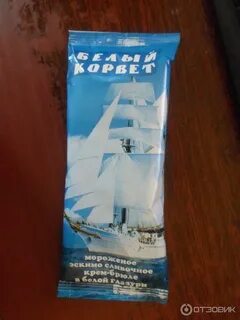 БЕЛЫЙ
КОРВЕТ
мороженое
эскимо сливочное
крем-брюле
в белой глазури
ОТЗОВИК